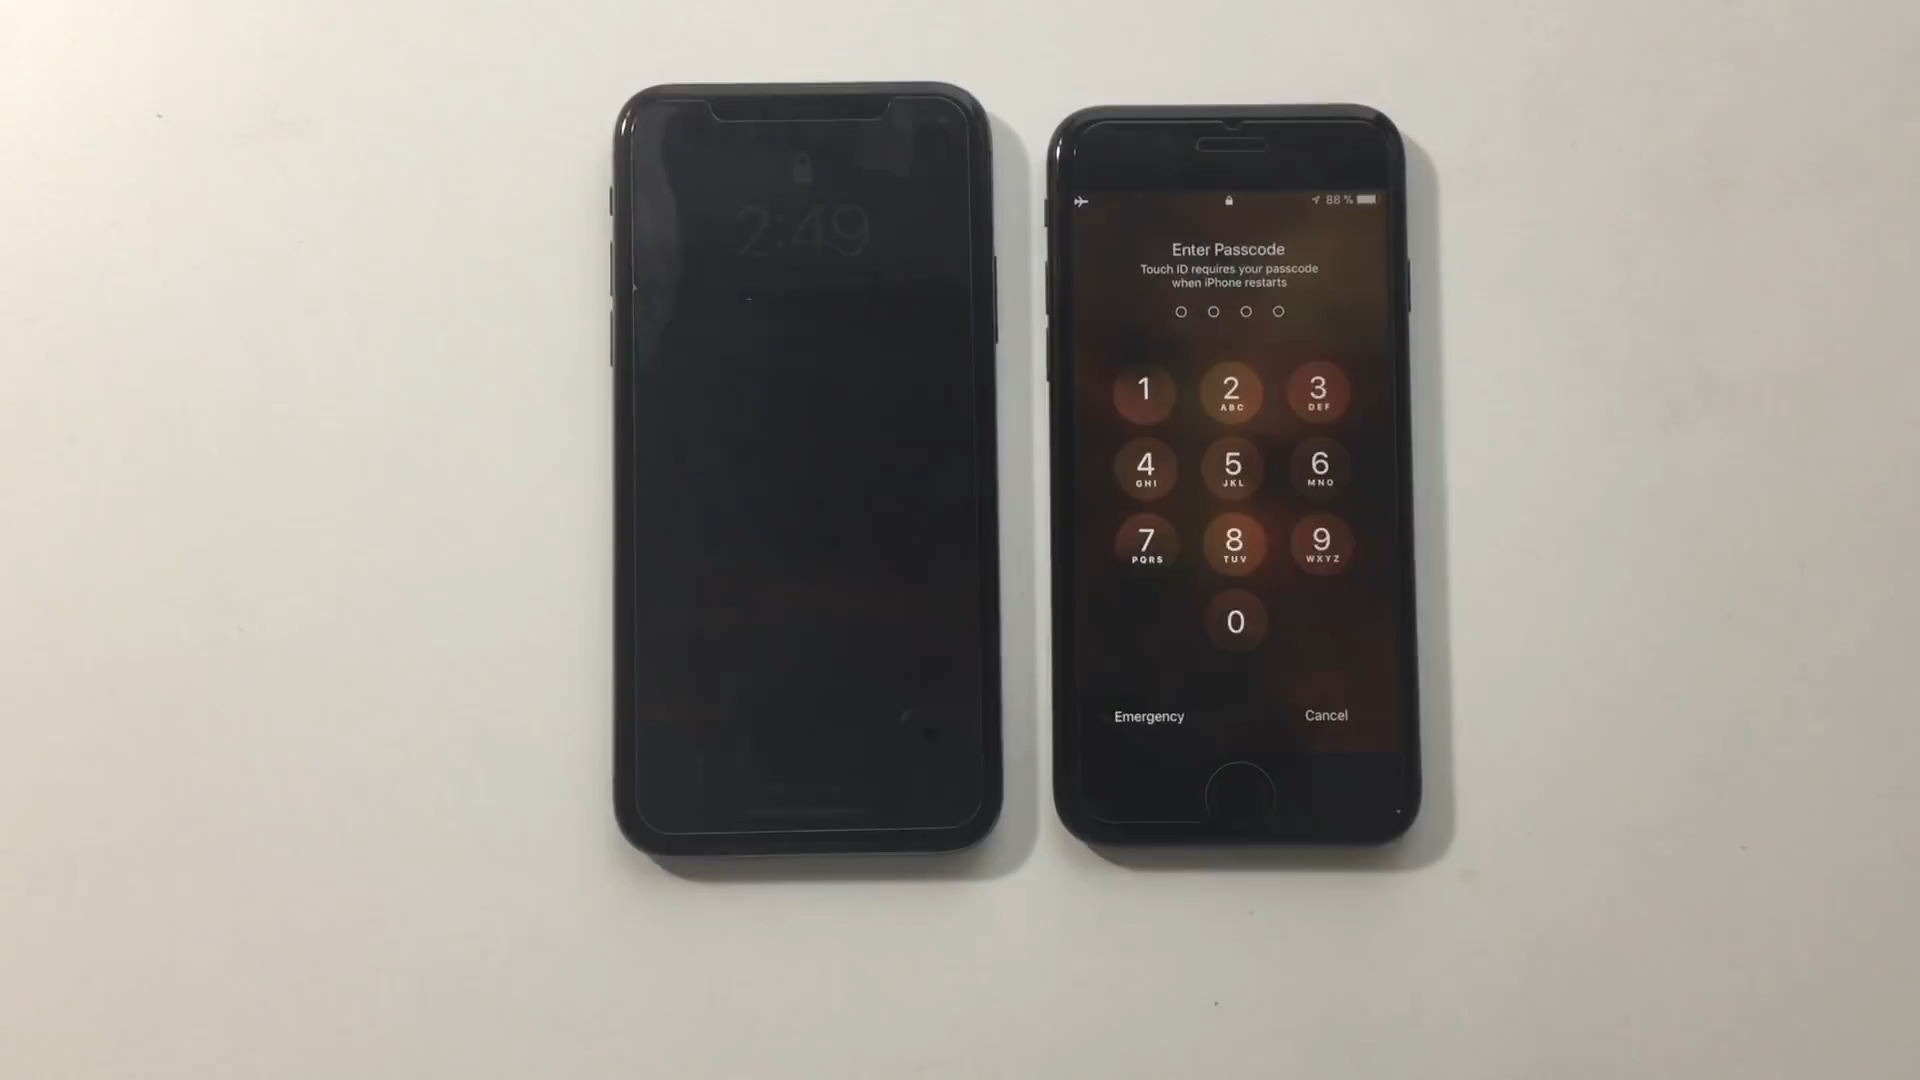 2:49
88 %
Enter Passcode
Touch ID requires your passcode
when iPhone restarts
1
2
ABC
3
DEF
4
GHI
5
JKL
6
MNO
7
PQRS
8
TUV
9
WXYZ
0
Emergency
Cancel